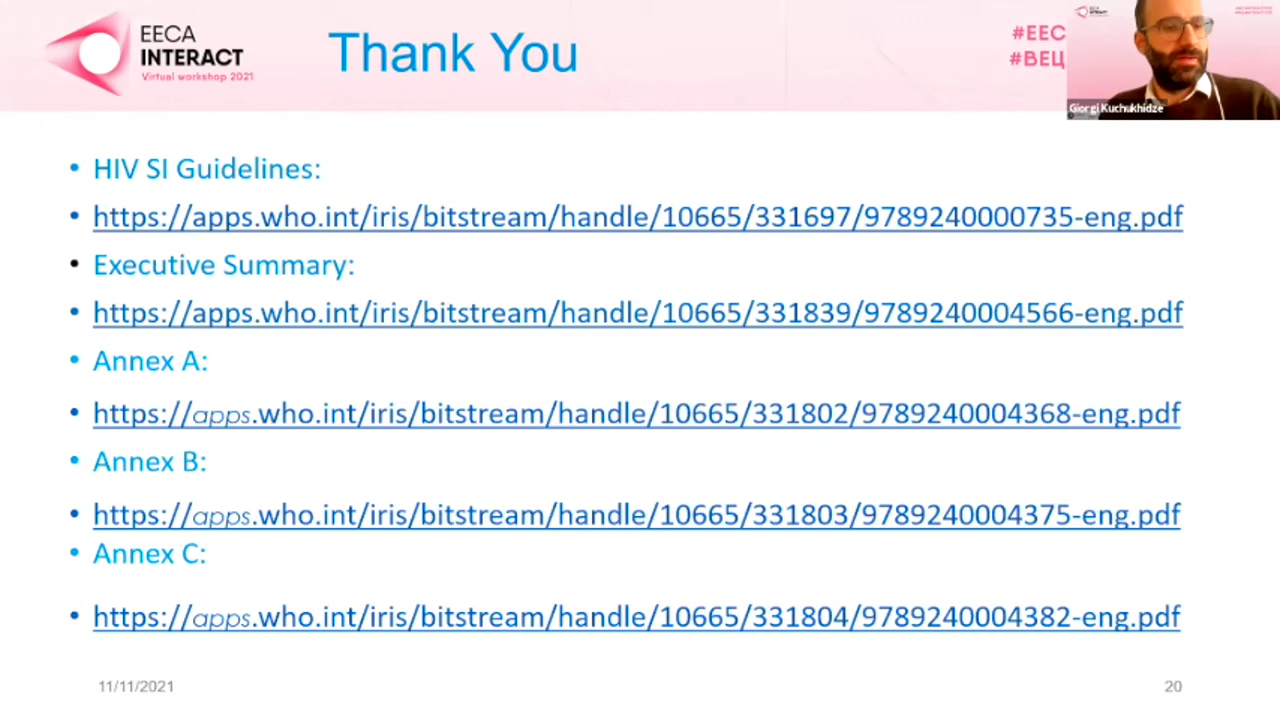 EECA
INTERACT
Virtual workshop 2021
Thank You
#EEC
#ВЕЦ
Giorgi Kuchukhidze
• HIV SI Guidelines:
• https://apps.who.int/iris/bitstream/handle/10665/331697/9789240000735-eng.pdf
• Executive Summary:
• https://apps.who.int/iris/bitstream/handle/10665/331839/9789240004566-eng.pdf
• Annex A:
• https://apps.who.int/iris/bitstream/handle/10665/331802/9789240004368-eng.pdf
• Annex B:
• https://apps.who.int/iris/bitstream/handle/10665/331803/9789240004375-eng.pdf
• Annex C:
• https://apps.who.int/iris/bitstream/handle/10665/331804/9789240004382-eng.pdf
11/11/2021
20